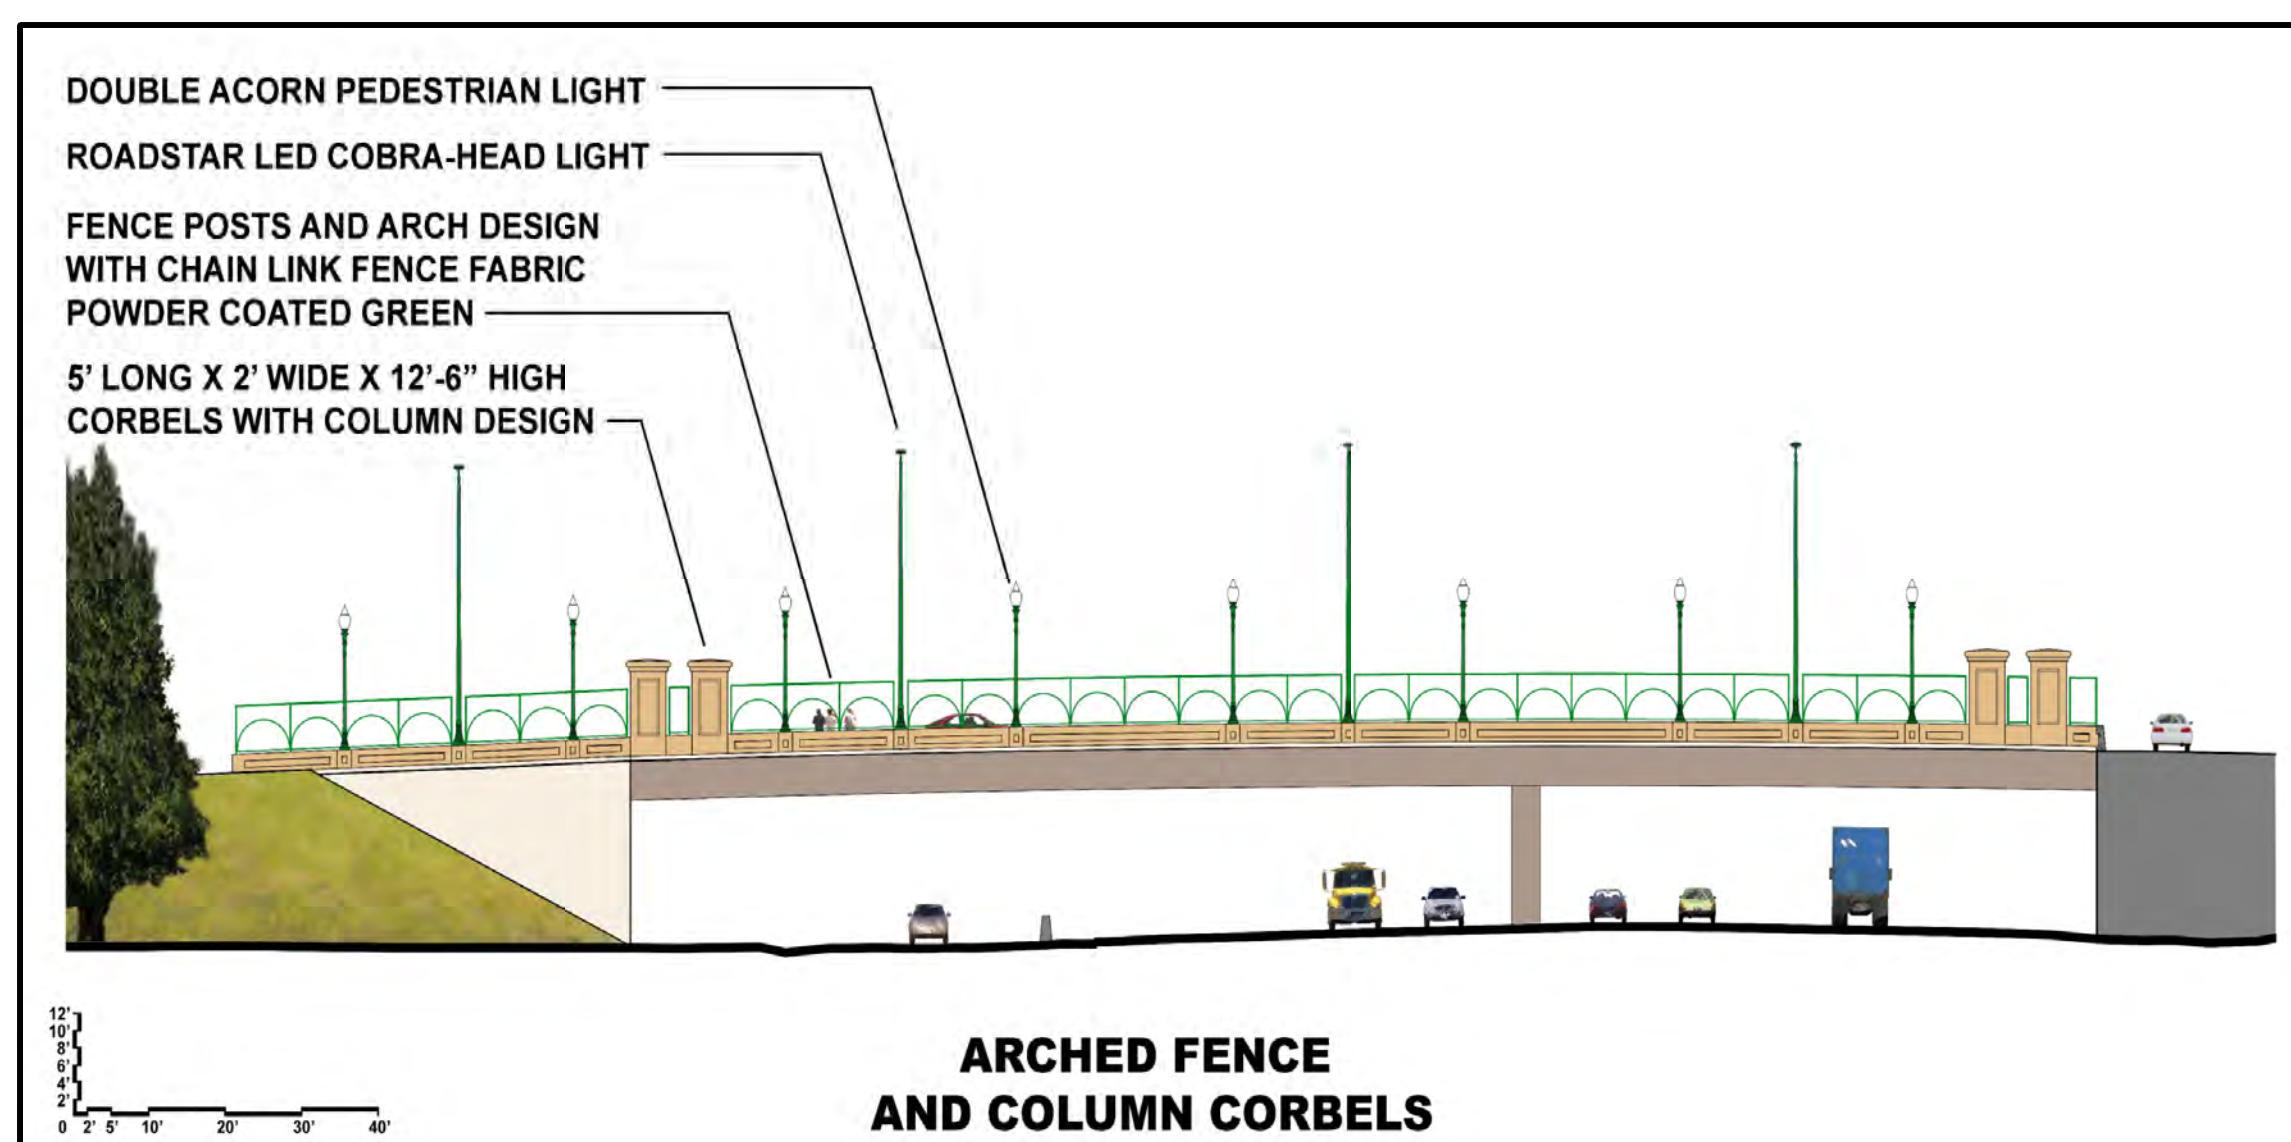 DOUBLE ACORN PEDESTRIAN LIGHT
ROADSTAR LED COBRA-HEAD LIGHT
FENCE POSTS AND ARCH DESIGN
WITH CHAIN LINK FENCE FABRIC
POWDER COATED GREEN
5’ LONG X 2’ WIDE X 12’-6” HIGH
CORBELS WITH COLUMN DESIGN
12’
10’
8’
6’
4’
2’
0 2’ 5’ 10’ 20’ 30’ 40’
ARCHED FENCE
AND COLUMN CORBELS